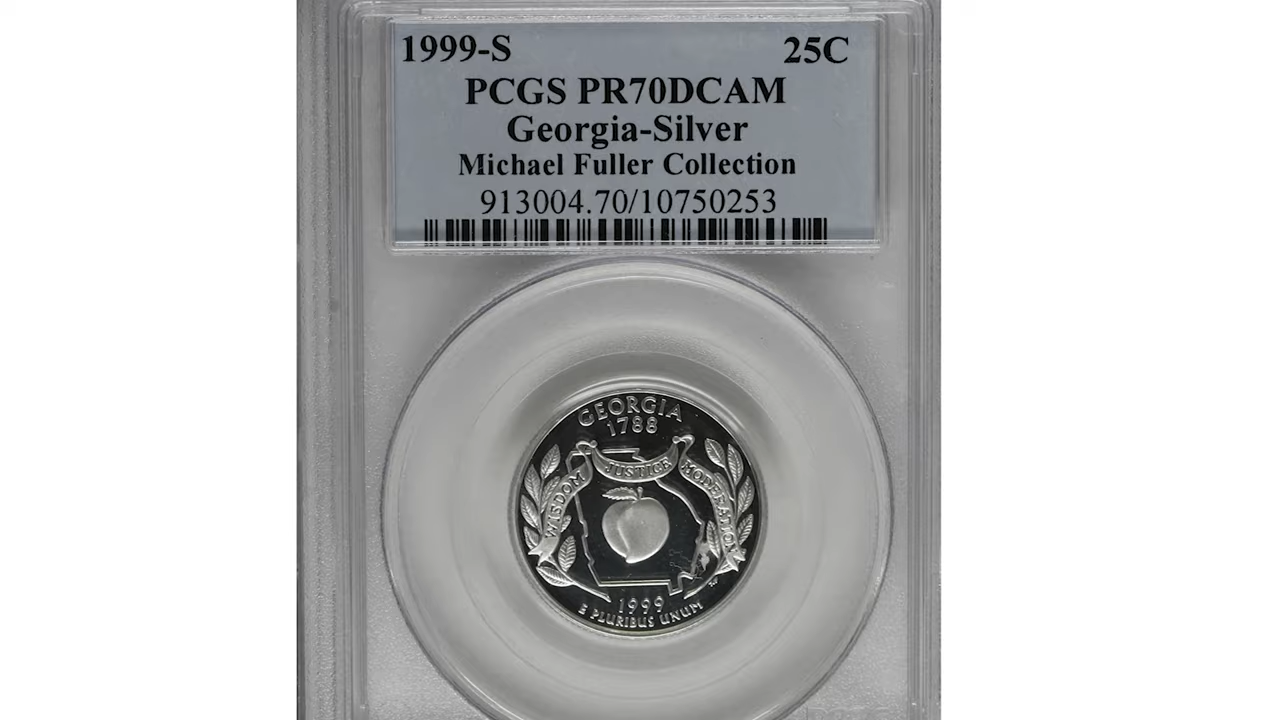 1999-S 25C
PCGS PR70DCAM
Georgia-Silver
Michael Fuller Collection
913004.70/10750253
GEORGIA
1788
WISDOM JUSTICE MODERATION
1999
E PLURIBUS UNUM